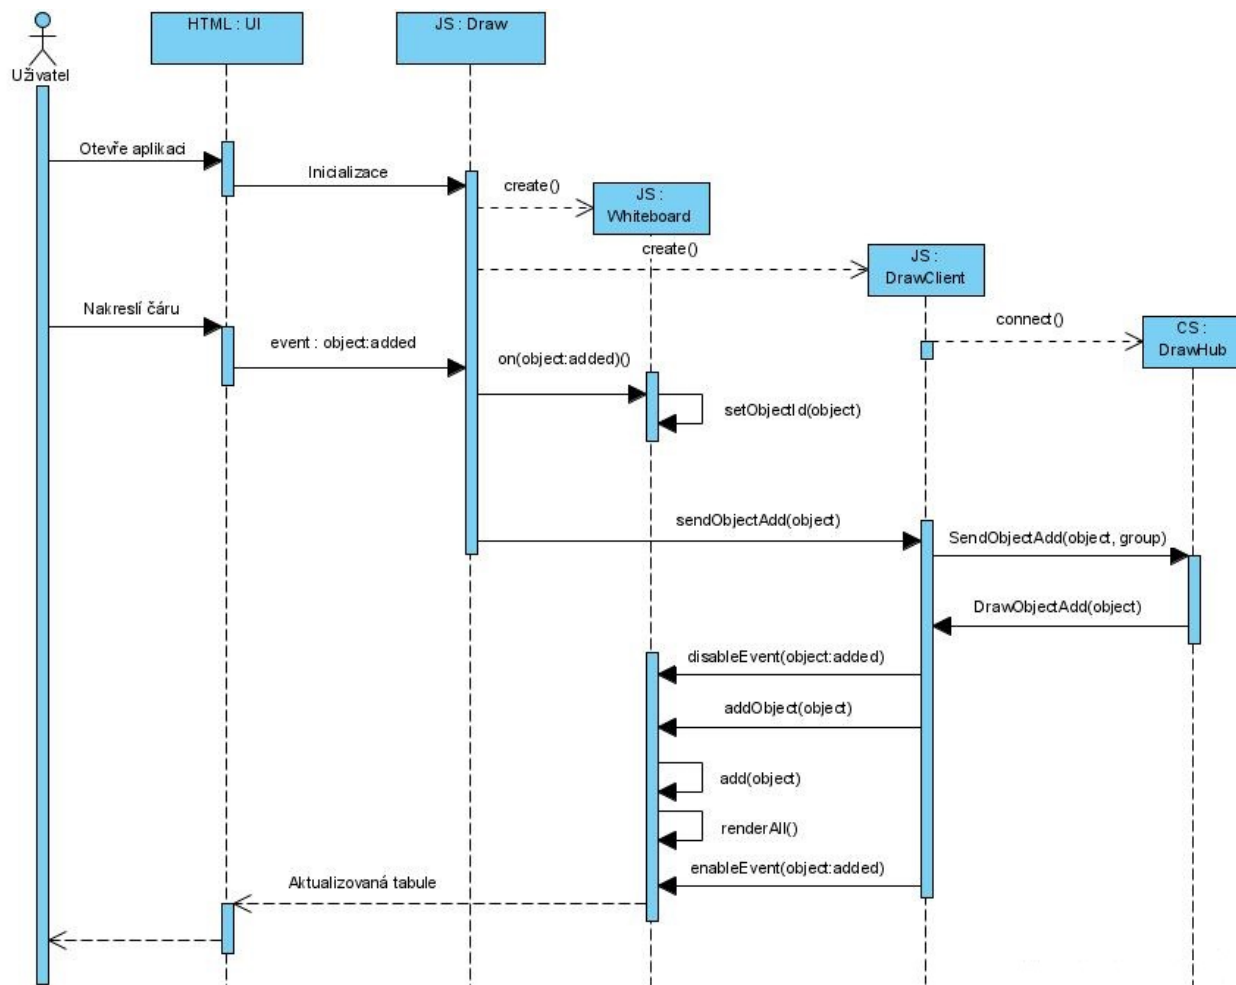 HTML : UI
JS : Draw
Uživatel
Otevře aplikaci
Inicializace
create()
JS :
Whiteboard
create()
JS :
DrawClient
Nakreslí čáru
connect()
CS :
DrawHub
event : object:added
on(object:added)()
setObjectId(object)
sendObjectAdd(object)
SendObjectAdd(object, group)
DrawObjectAdd(object)
disableEvent(object:added)
addObject(object)
add(object)
renderAll()
enableEvent(object:added)
Aktualizovaná tabule